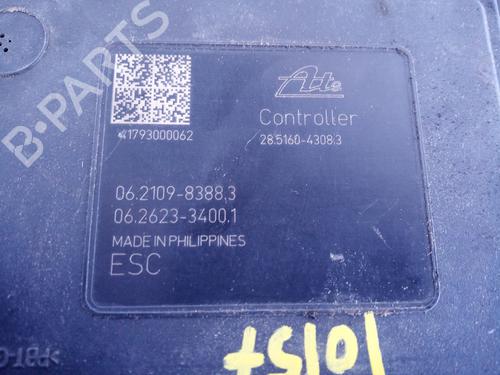 Ate
Controller
41793000062
28.5160-4308.3
06.2109-8388.3
06.2623-3400.1
MADE IN PHILIPPINES
ESC
B-PARTS